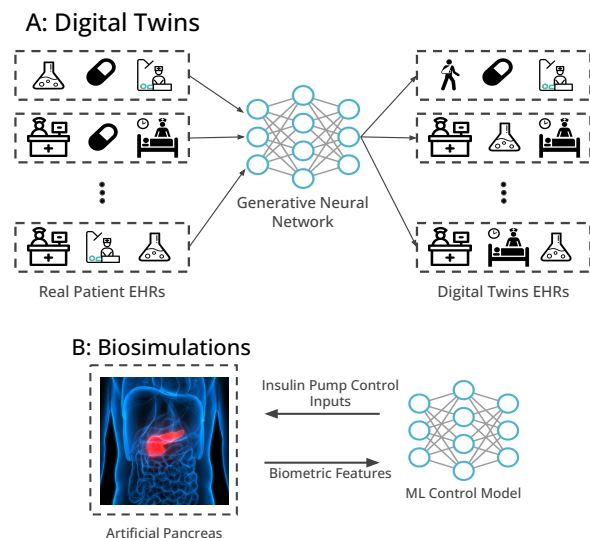 A: Digital Twins
Generative Neural
Network
Real Patient EHRs
Digital Twins EHRs
B: Biosimulations
Insulin Pump Control
Inputs
Biometric Features
ML Control Model
Artificial Pancreas